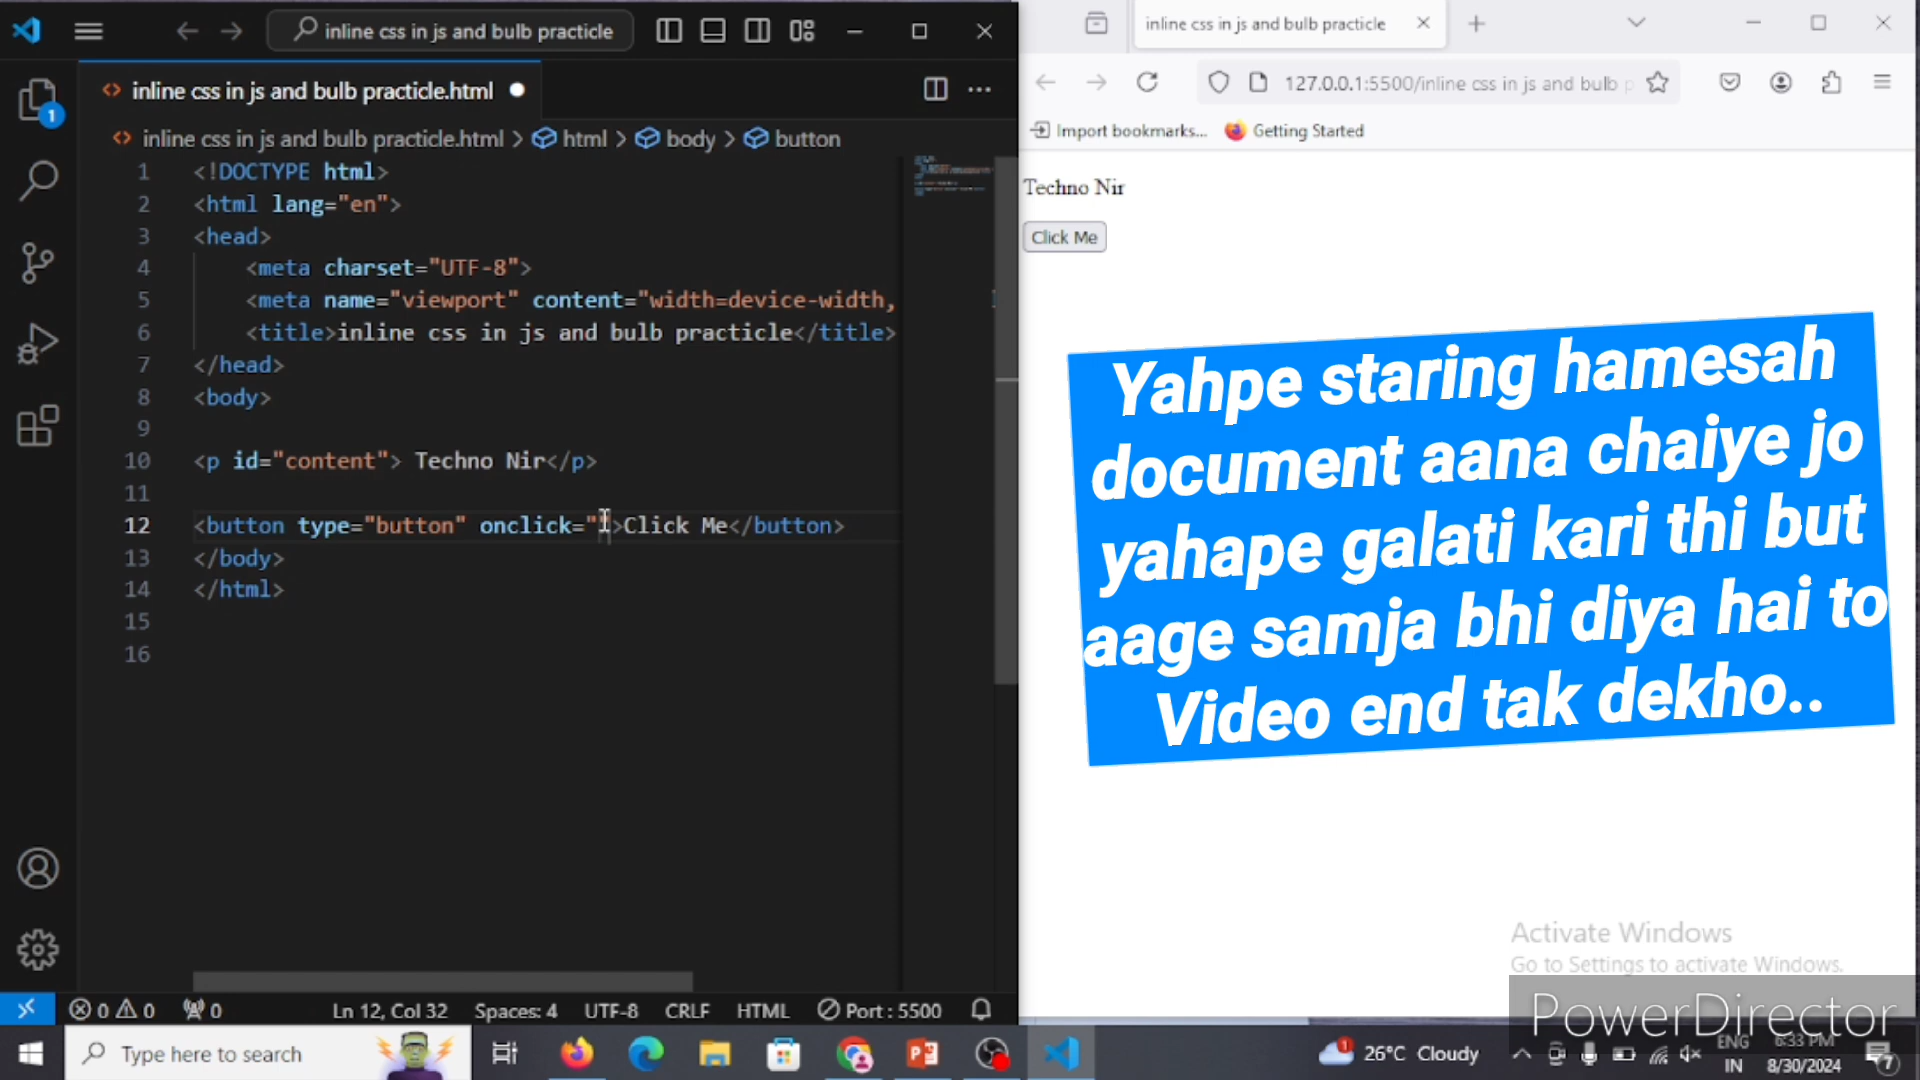 inline css in js and bulb practicle
inline css in js and bulb practicle.html
inline css in js and bulb practicle.html > html > body > button
1 <!DOCTYPE html>
2 <html lang="en">
3 <head>
4 <meta charset="UTF-8">
5 <meta name="viewport" content="width=device-width,
6 <title>inline css in js and bulb practicle</title>
7 </head>
8 <body>
9
10 <p id="content"> Techno Nir</p>
11
12 <button type="button" onclick="">Click Me</button>
13 </body>
14 </html>
15
16
1
0 0 0 Ln 12, Col 32 Spaces: 4 UTF-8 CRLF HTML Port : 5500
inline css in js and bulb practicle
127.0.0.1:5500/inline css in js and bulb
Import bookmarks... Getting Started
Techno Nir
Click Me
Yahpe staring hamesah
document aana chaiye jo
yahape galati kari thi but
aage samja bhi diya hai to
Video end tak dekho..
Activate Windows
Go to Settings to activate Windows.
PowerDirector
Type here to search
1 26°C Cloudy
ENG
IN
6:33 PM
8/30/2024
7